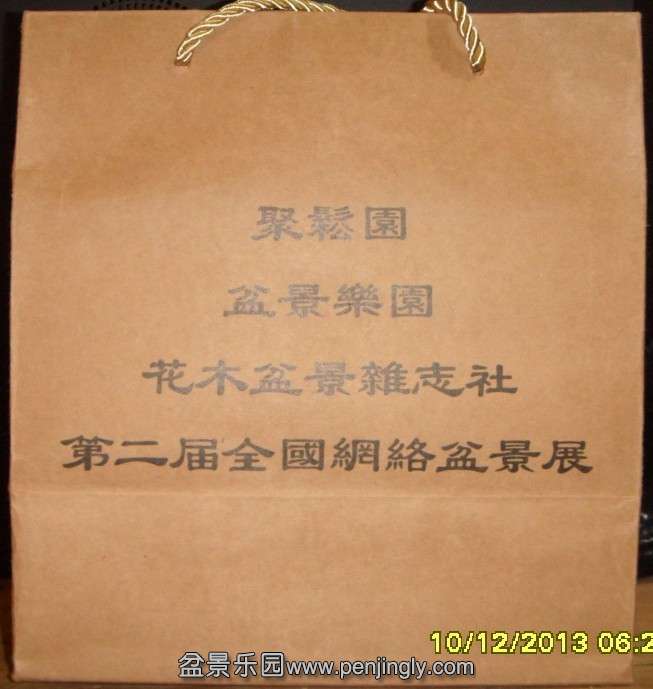 聚鬆園
盆景樂園
花木盆景雜志社
第二届全國網絡盆景展
10/12/2013 06:2
盆景乐园www.penjingly.com